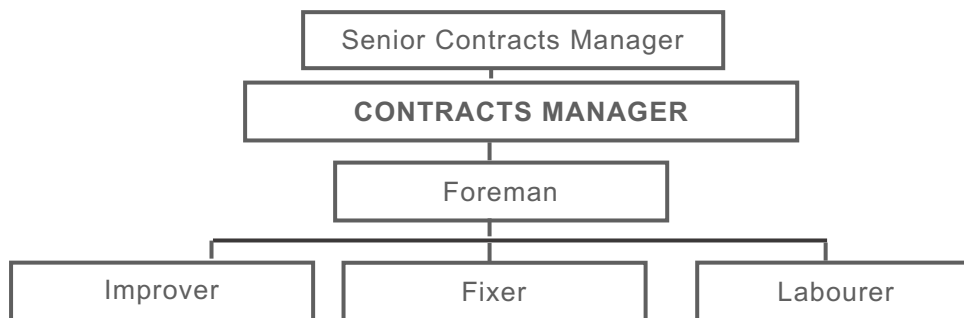 Senior Contracts Manager
CONTRACTS MANAGER
Foreman
Improver
Fixer
Labourer